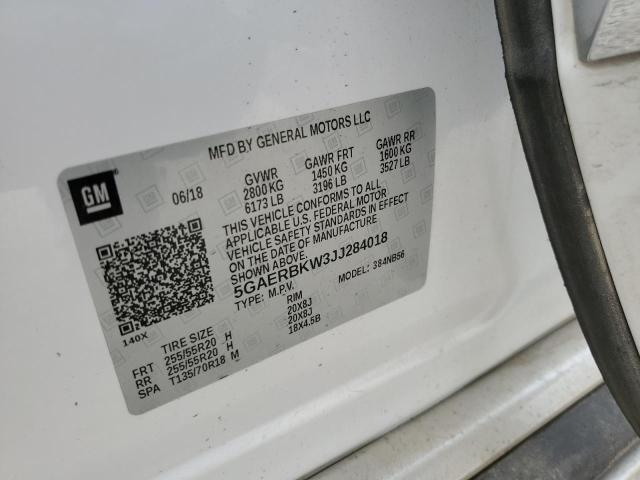 MFD BY GENERAL MOTORS LLC
GM
06/18
GVWR GAWR FRT GAWR RR
2800 KG 1450 KG 1600 KG
6173 LB 3196 LB 3527 LB
THIS VEHICLE CONFORMS TO ALL
APPLICABLE U.S. FEDERAL MOTOR
VEHICLE SAFETY STANDARDS IN EFFECT
ON THE DATE OF MANUFACTURE
SHOWN ABOVE.
5GAERBKW3JJ284018
TYPE: M.P.V. MODEL: 384NB56
140X
TIRE SIZE RIM
FRT 255/55R20 H 20X8J
RR 255/55R20 H 20X8J
SPA T135/70R18 M 18X4.5B